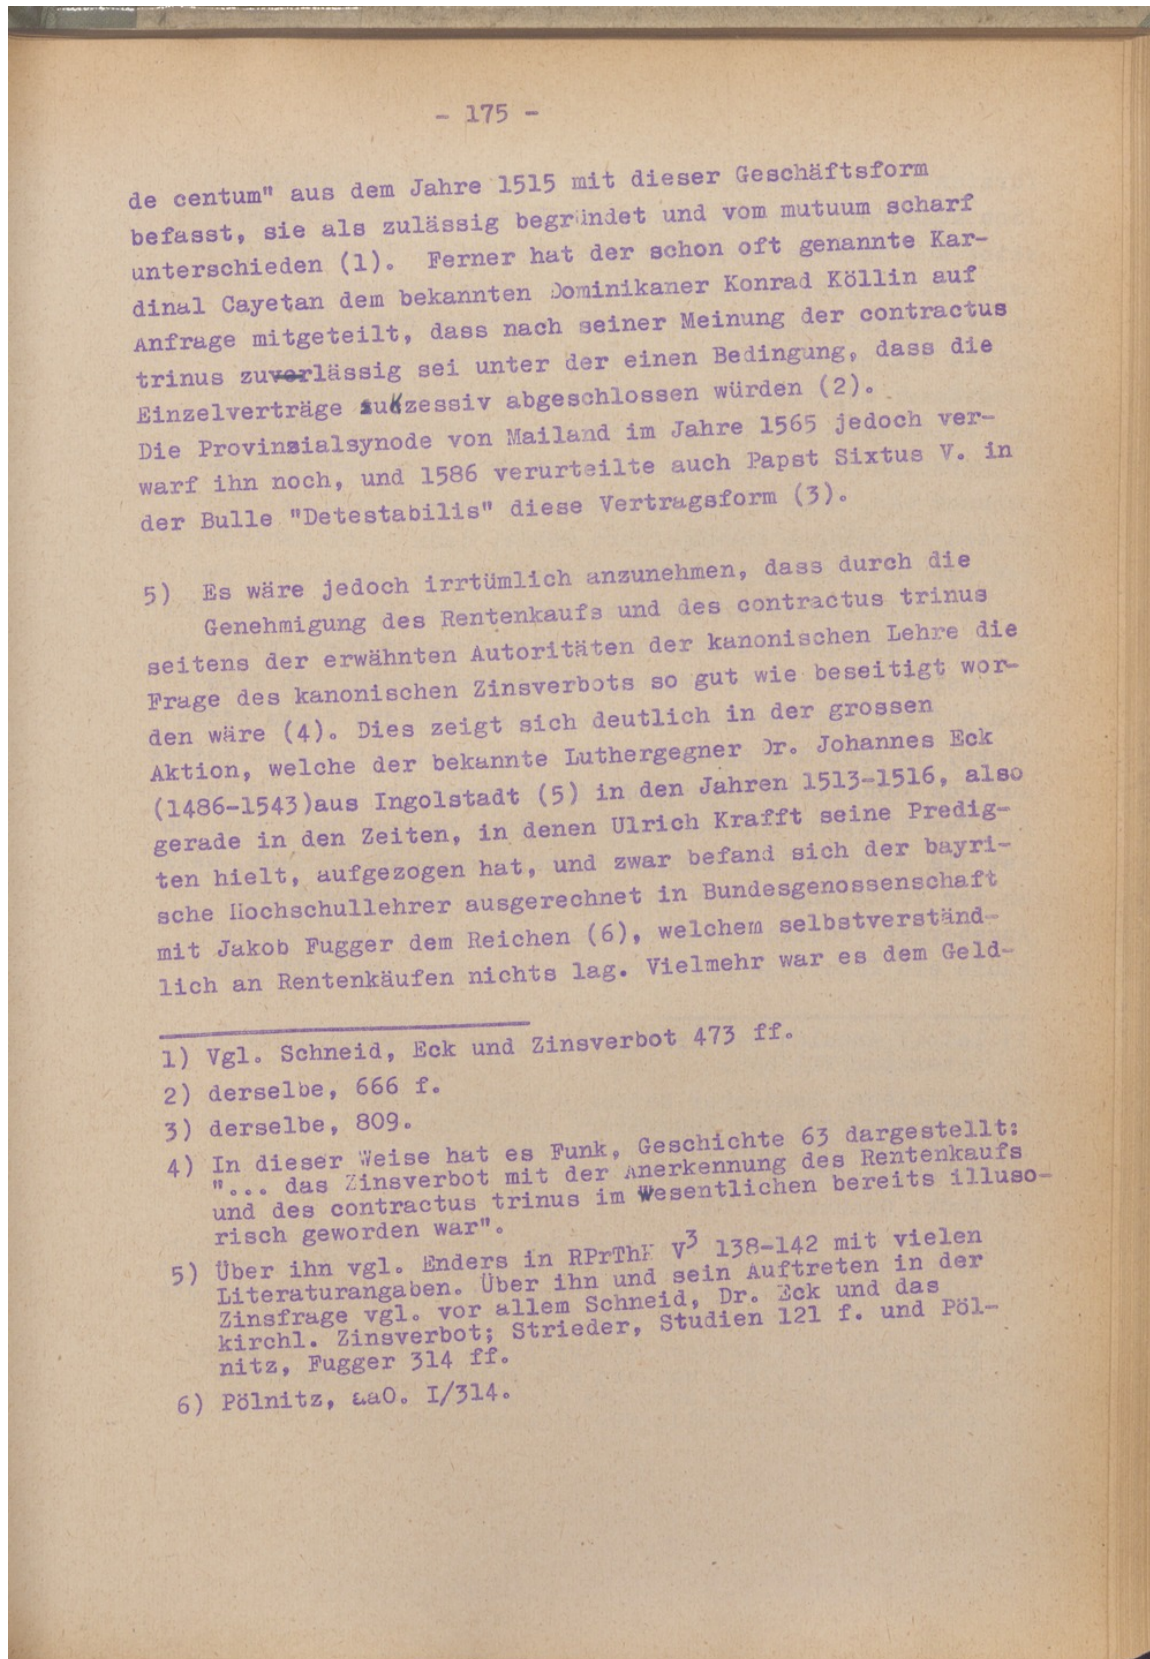 - 175 -
de centum" aus dem Jahre 1515 mit dieser Geschäftsform
befasst, sie als zulässig begründet und vom mutuum scharf
unterschieden (1). Ferner hat der schon oft genannte Kar-
dinal Cayetan dem bekannten Dominikaner Konrad Köllin auf
Anfrage mitgeteilt, dass nach seiner Meinung der contractus
trinus zulässig sei unter der einen Bedingung, dass die
Einzelverträge sukzessiv abgeschlossen würden (2).
Die Provinzialsynode von Mailand im Jahre 1565 jedoch ver-
warf ihn noch, und 1586 verurteilte auch Papst Sixtus V. in
der Bulle "Detestabilis" diese Vertragsform (3).
5) Es wäre jedoch irrtümlich anzunehmen, dass durch die
Genehmigung des Rentenkaufs und des contractus trinus
seitens der erwähnten Autoritäten der kanonischen Lehre die
Frage des kanonischen Zinsverbots so gut wie beseitigt wor-
den wäre (4). Dies zeigt sich deutlich in der grossen
Aktion, welche der bekannte Luthergegner Dr. Johannes Eck
(1486-1543)aus Ingolstadt (5) in den Jahren 1513-1516, also
gerade in den Zeiten, in denen Ulrich Krafft seine Predig-
ten hielt, aufgezogen hat, und zwar befand sich der bayri-
sche Hochschullehrer ausgerechnet in Bundesgenossenschaft
mit Jakob Fugger dem Reichen (6), welchem selbstverständ-
lich an Rentenkäufen nichts lag. Vielmehr war es dem Geld-
1) Vgl. Schneid, Eck und Zinsverbot 473 ff.
2) derselbe, 666 f.
3) derselbe, 809.
4) In dieser Weise hat es Funk, Geschichte 63 dargestellt:
"... das Zinsverbot mit der Anerkennung des Rentenkaufs
und des contractus trinus im Wesentlichen bereits illuso-
risch geworden war".
5) Über ihn vgl. Enders in RPrThK V³ 138-142 mit vielen
Literaturangaben. Über ihn und sein Auftreten in der
Zinsfrage vgl. vor allem Schneid, Dr. Eck und das
kirchl. Zinsverbot; Strieder, Studien 121 f. und Pöl-
nitz, Fugger 314 ff.
6) Pölnitz, aaO. I/314.